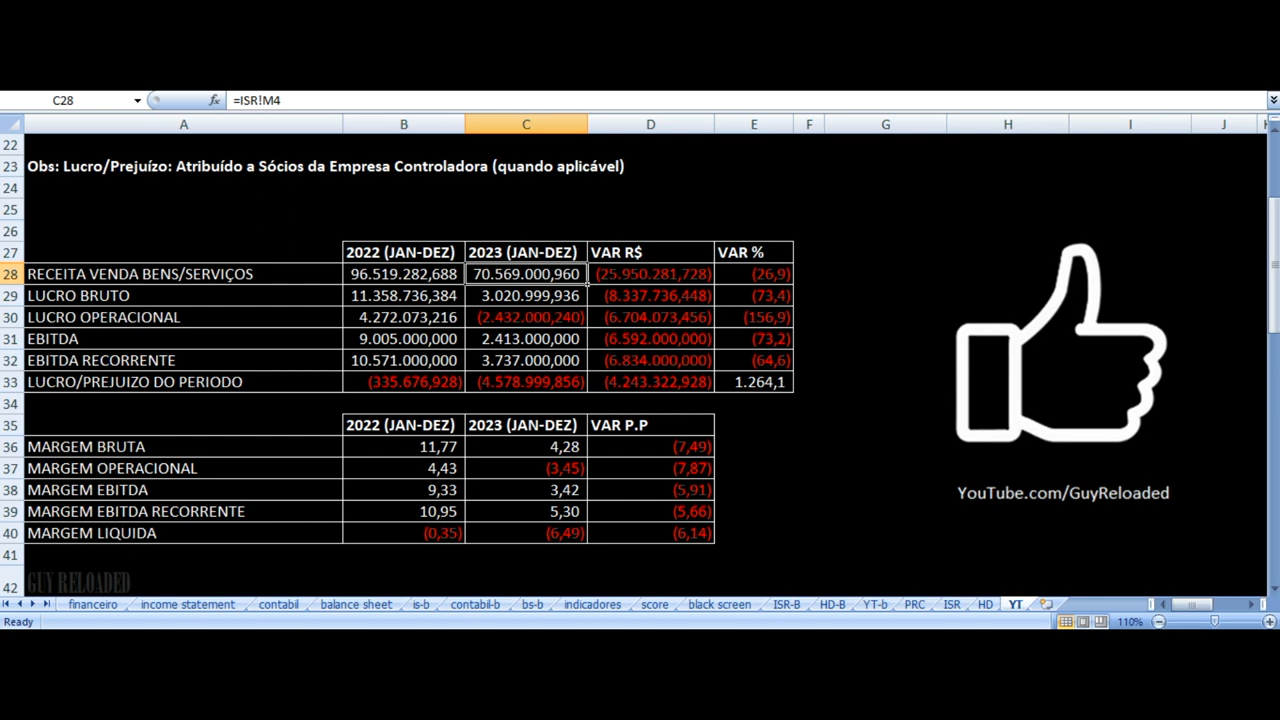 C28 fx =ISR!M4
A B C D E F G H I J
22
23 Obs: Lucro/Prejuízo: Atribuído a Sócios da Empresa Controladora (quando aplicável)
24
25
26
27 2022 (JAN-DEZ) 2023 (JAN-DEZ) VAR R$ VAR %
28 RECEITA VENDA BENS/SERVIÇOS 96.519.282,688 70.569.000,960 (25.950.281,728) (26,9)
29 LUCRO BRUTO 11.358.736,384 3.020.999,936 (8.337.736,448) (73,4)
30 LUCRO OPERACIONAL 4.272.073,216 (2.432.000,240) (6.704.073,456) (156,9)
31 EBITDA 9.005.000,000 2.413.000,000 (6.592.000,000) (73,2)
32 EBITDA RECORRENTE 10.571.000,000 3.737.000,000 (6.834.000,000) (64,6)
33 LUCRO/PREJUIZO DO PERIODO (335.676,928) (4.578.999,856) (4.243.322,928) 1.264,1
34
35 2022 (JAN-DEZ) 2023 (JAN-DEZ) VAR P.P
36 MARGEM BRUTA 11,77 4,28 (7,49)
37 MARGEM OPERACIONAL 4,43 (3,45) (7,87)
38 MARGEM EBITDA 9,33 3,42 (5,91)
39 MARGEM EBITDA RECORRENTE 10,95 5,30 (5,66)
40 MARGEM LIQUIDA (0,35) (6,49) (6,14)
41
42 GUY RELOADED
YouTube.com/GuyReloaded
financeiro income statement contabil balance sheet is-b contabil-b bs-b indicadores score black screen ISR-B HD-B YT-b PRC ISR HD YT
Ready 110%